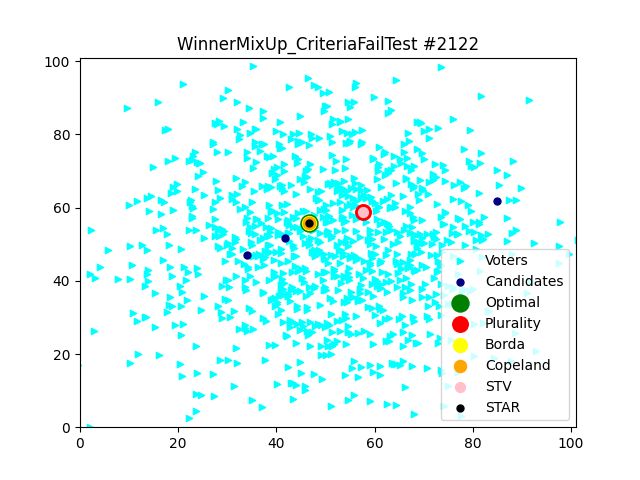 WinnerMixUp_CriteriaFailTest #2122
100
80
60
40
20
0
0 20 40 60 80 100
Voters
Candidates
Optimal
Plurality
Borda
Copeland
STV
STAR